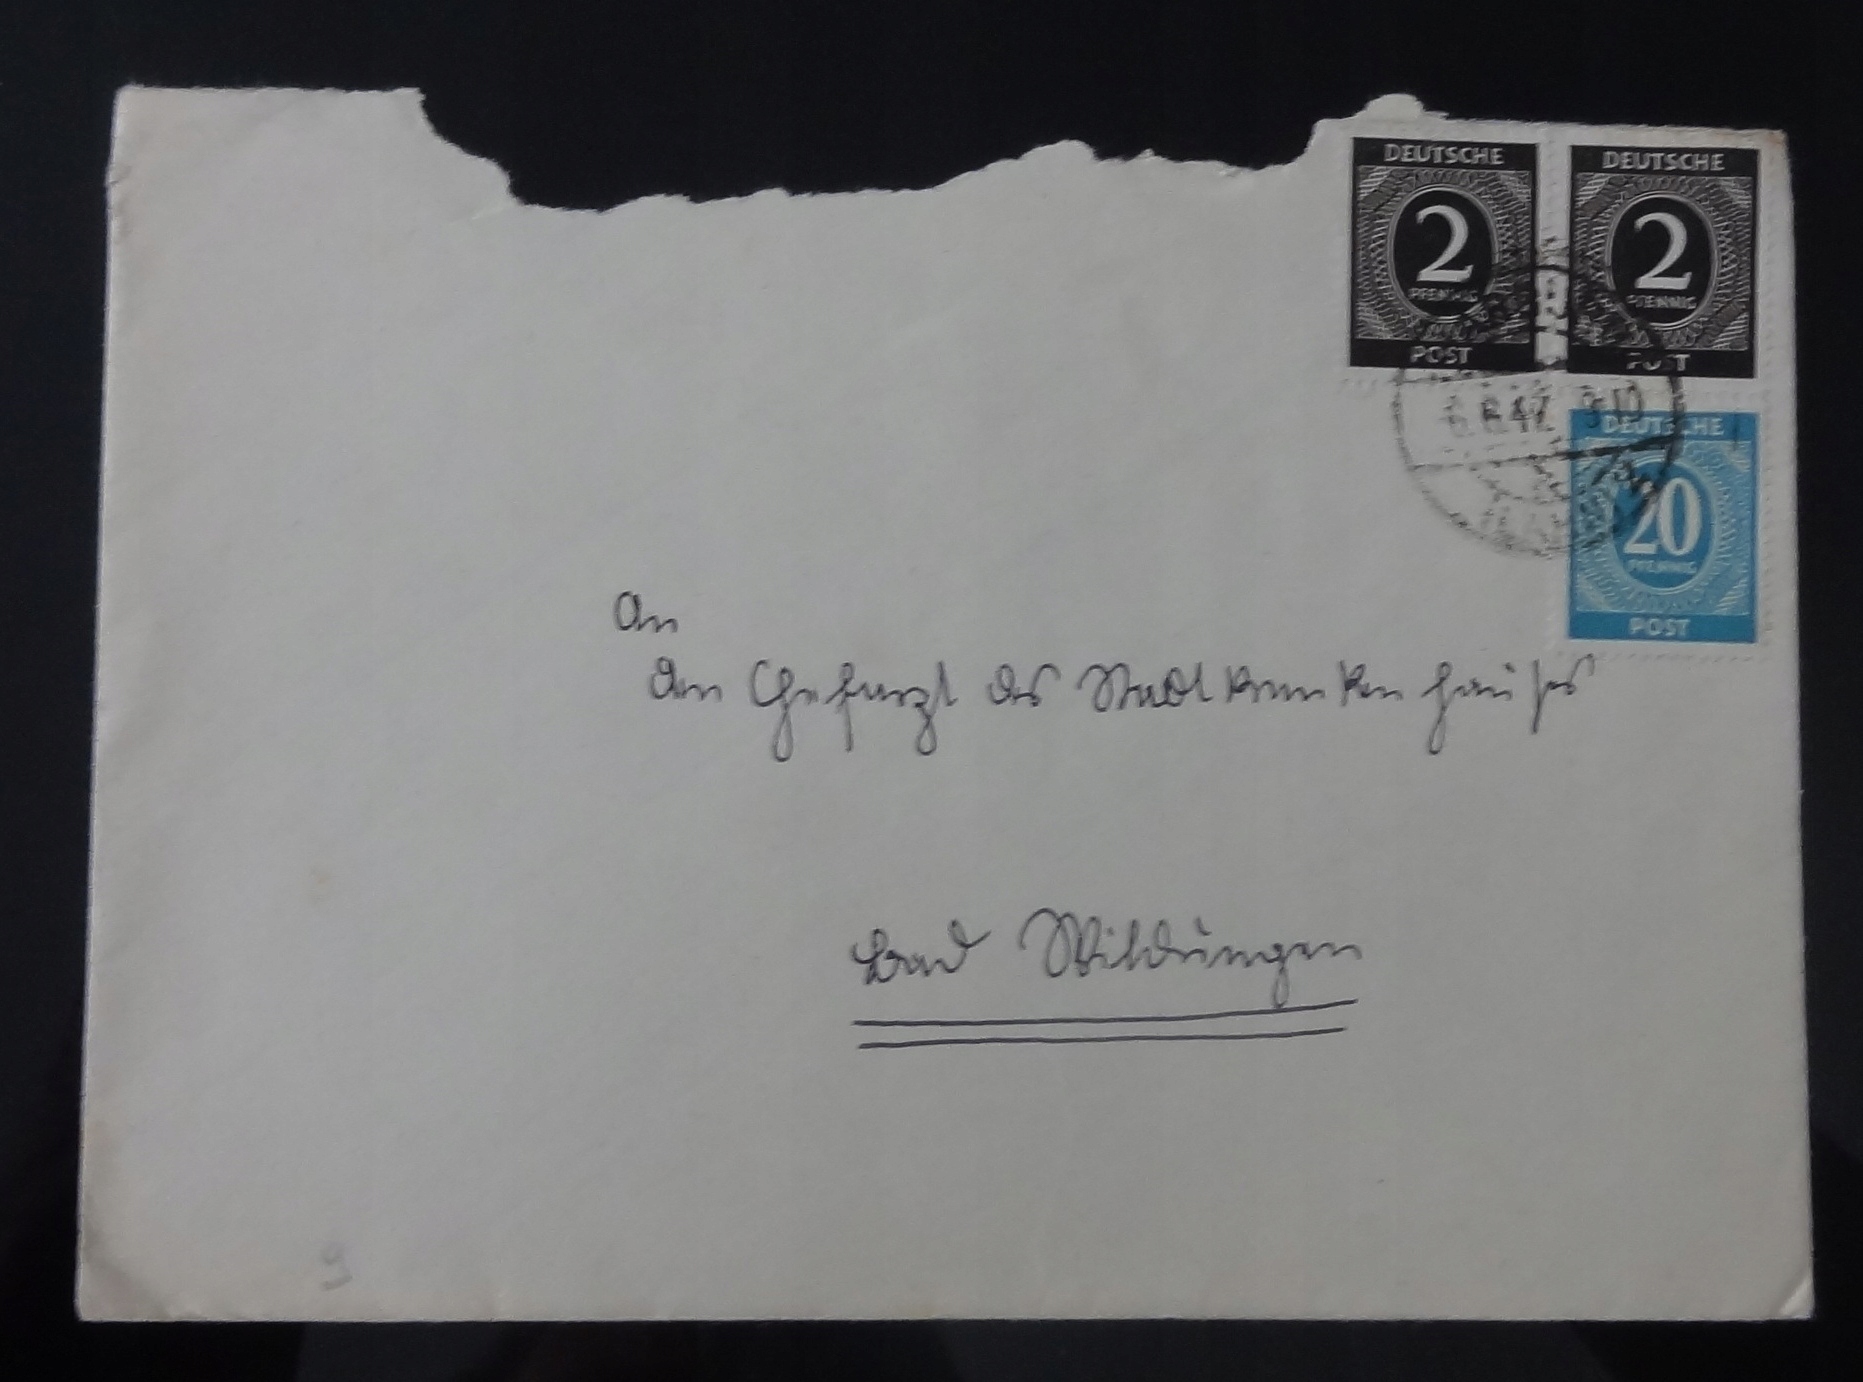 DEUTSCHE
2
PFENNIG
POST
DEUTSCHE
2
PFENNIG
POST
6.6.47
DEUTSCHE
20
PFENNIG
POST
An
den Chefarzt des Stadtkrankenhauses
Bad Wildungen
9